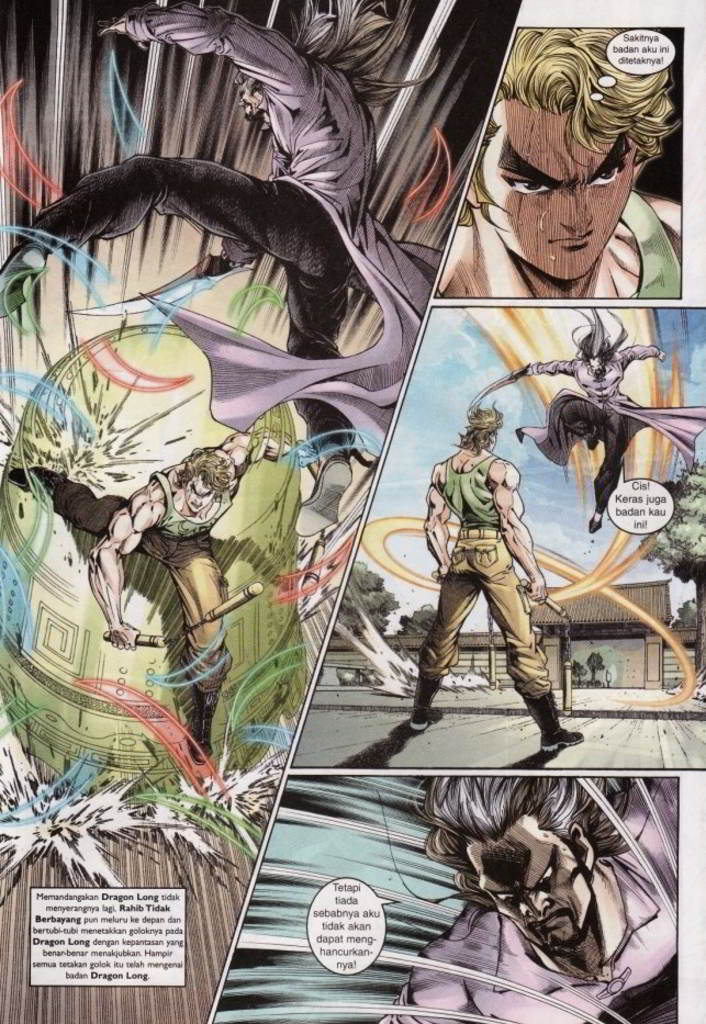 Memandangkan Dragon Long tidak
menyerangnya lagi, Rahib Tidak
Berbayang pun meluru ke depan dan
bertubi-tubi menetakkan goloknya pada
Dragon Long dengan kepantasan yang
benar-benar menakjubkan. Hampir
semua tetakan golok itu telah mengenai
badan Dragon Long.
Sakitnya
badan aku ini
ditetaknya!
Cis!
Keras juga
badan kau
ini!
Tetapi
tiada
sebabnya aku
tidak akan
dapat meng-
hancurkan-
nya!